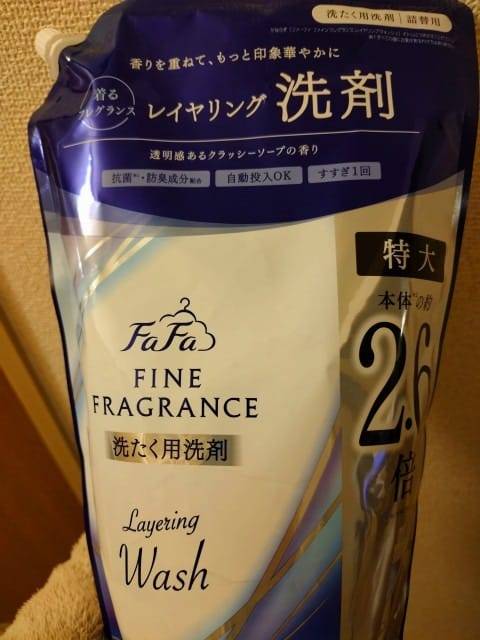 洗たく用洗剤 詰替用
香りを重ねて、もっと印象華やかに
着る
フレグランス
レイヤリング 洗剤
透明感あるクラッシーソープの香り
抗菌・防臭成分配合 自動投入OK すすぎ1回
特大
本体の約
2.6
倍
FaFa
FINE
FRAGRANCE
洗たく用洗剤
Layering
Wash